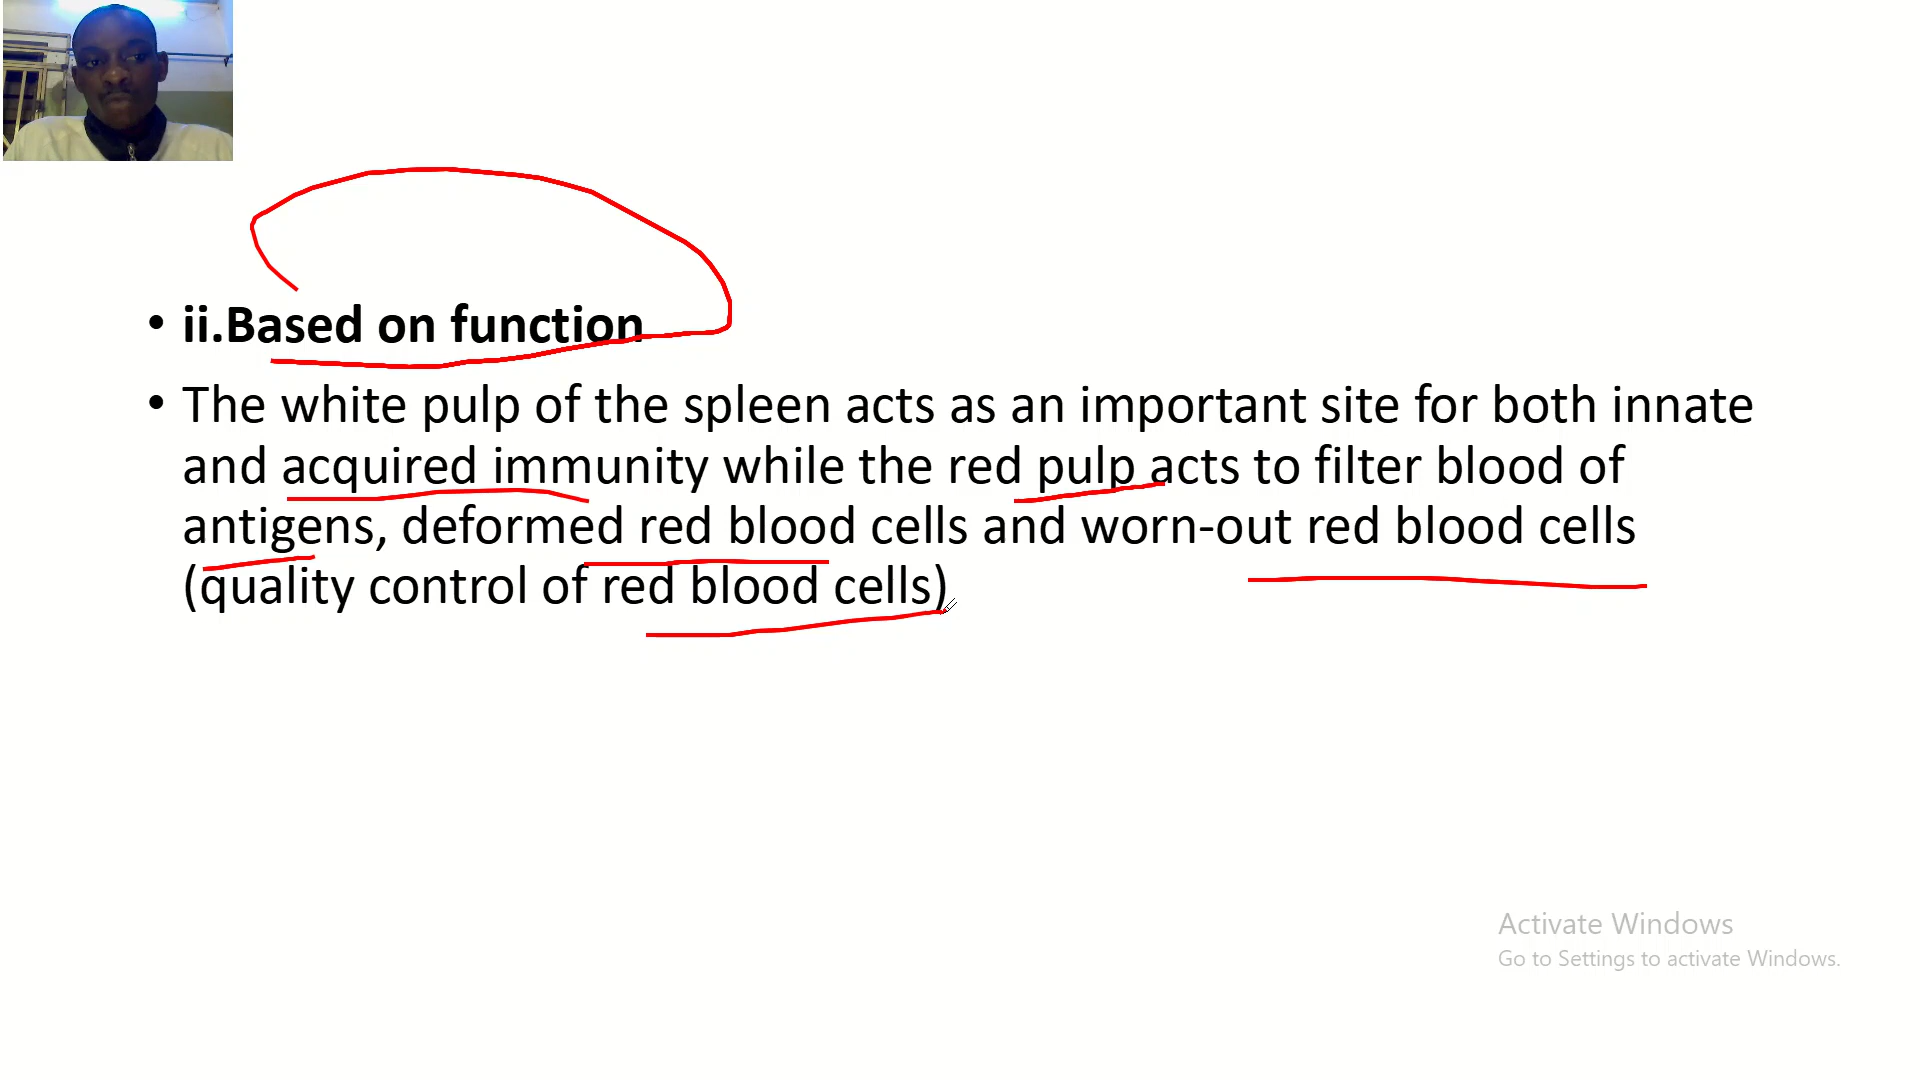 • ii.Based on function
• The white pulp of the spleen acts as an important site for both innate
and acquired immunity while the red pulp acts to filter blood of
antigens, deformed red blood cells and worn-out red blood cells
(quality control of red blood cells)
Activate Windows
Go to Settings to activate Windows.